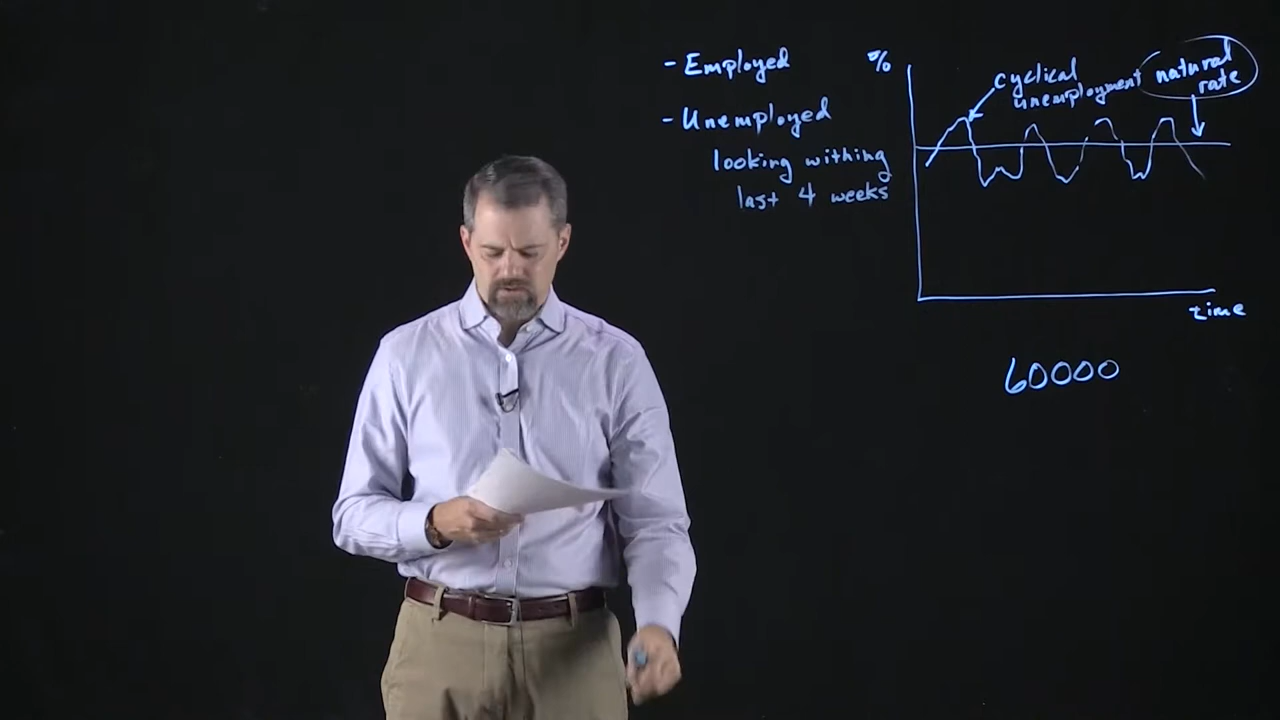 - Employed
- Unemployed
looking withing
last 4 weeks
%
cyclical
unemployment
natural
rate
time
60000